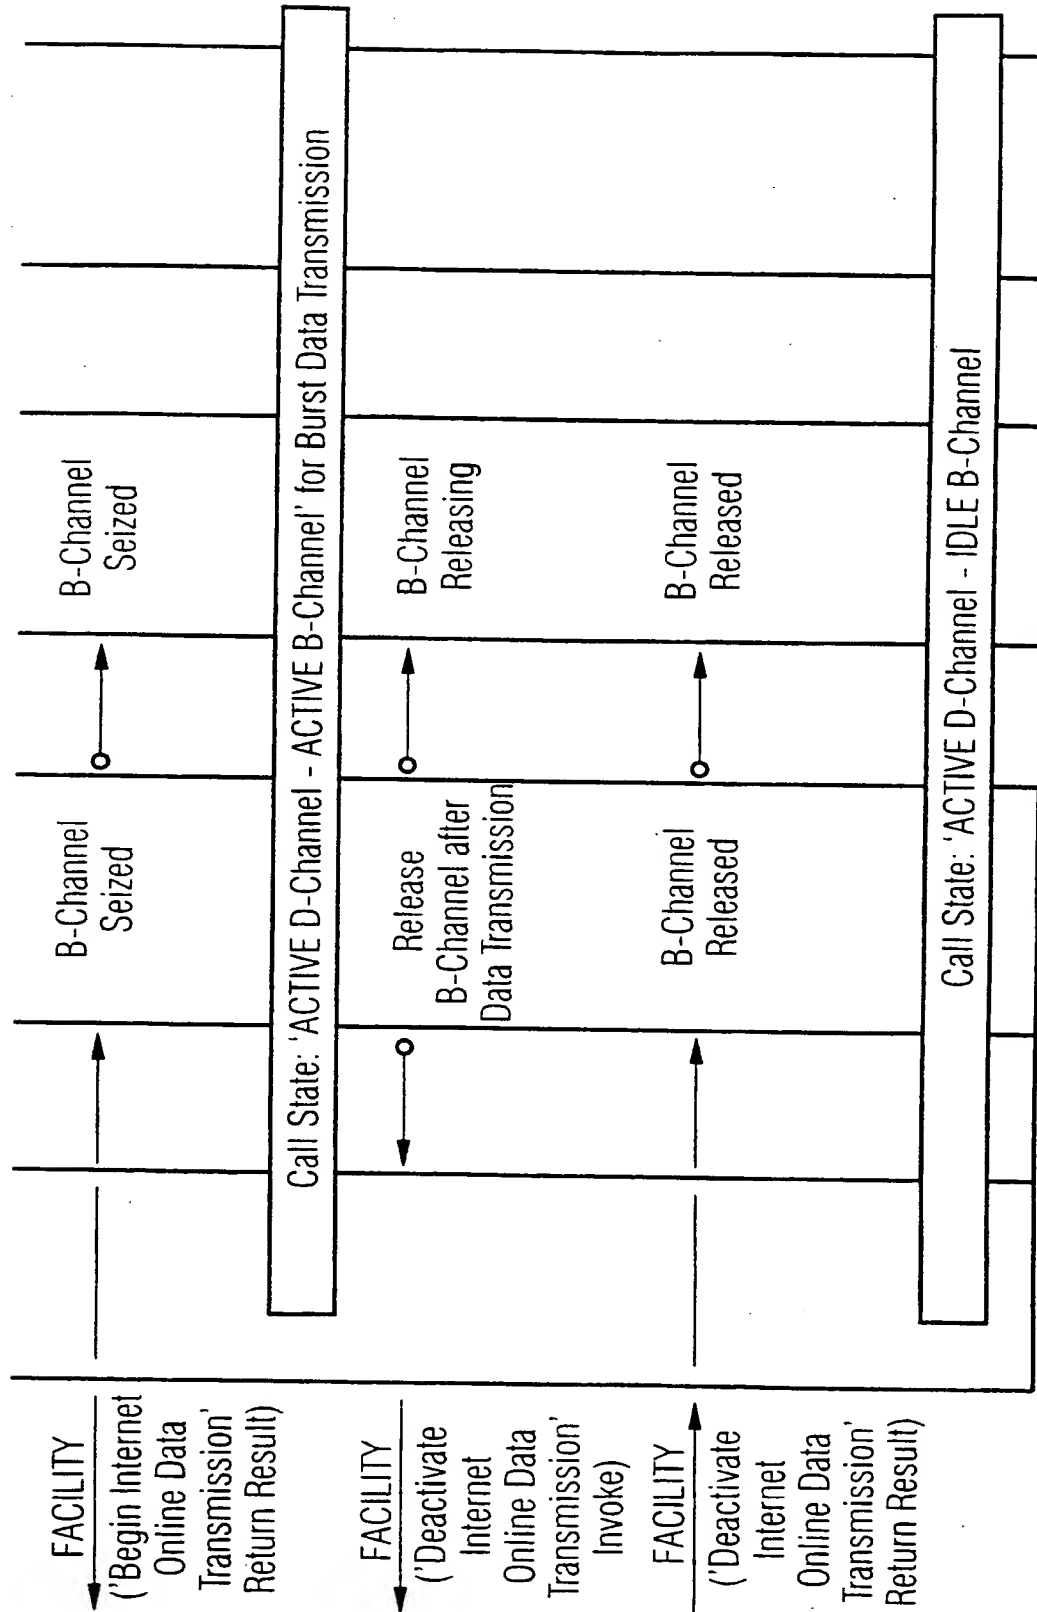 FACILITY
('Begin Internet
Online Data
Transmission'
Return Result)
B-Channel
Seized
B-Channel
Seized
Call State: 'ACTIVE D-Channel - ACTIVE B-Channel' for Burst Data Transmission
FACILITY
('Deactivate
Internet
Online Data
Transmission'
Invoke)
Release
B-Channel after
Data Transmission
B-Channel
Releasing
FACILITY
('Deactivate
Internet
Online Data
Transmission'
Return Result)
B-Channel
Released
B-Channel
Released
Call State: 'ACTIVE D-Channel - IDLE B-Channel